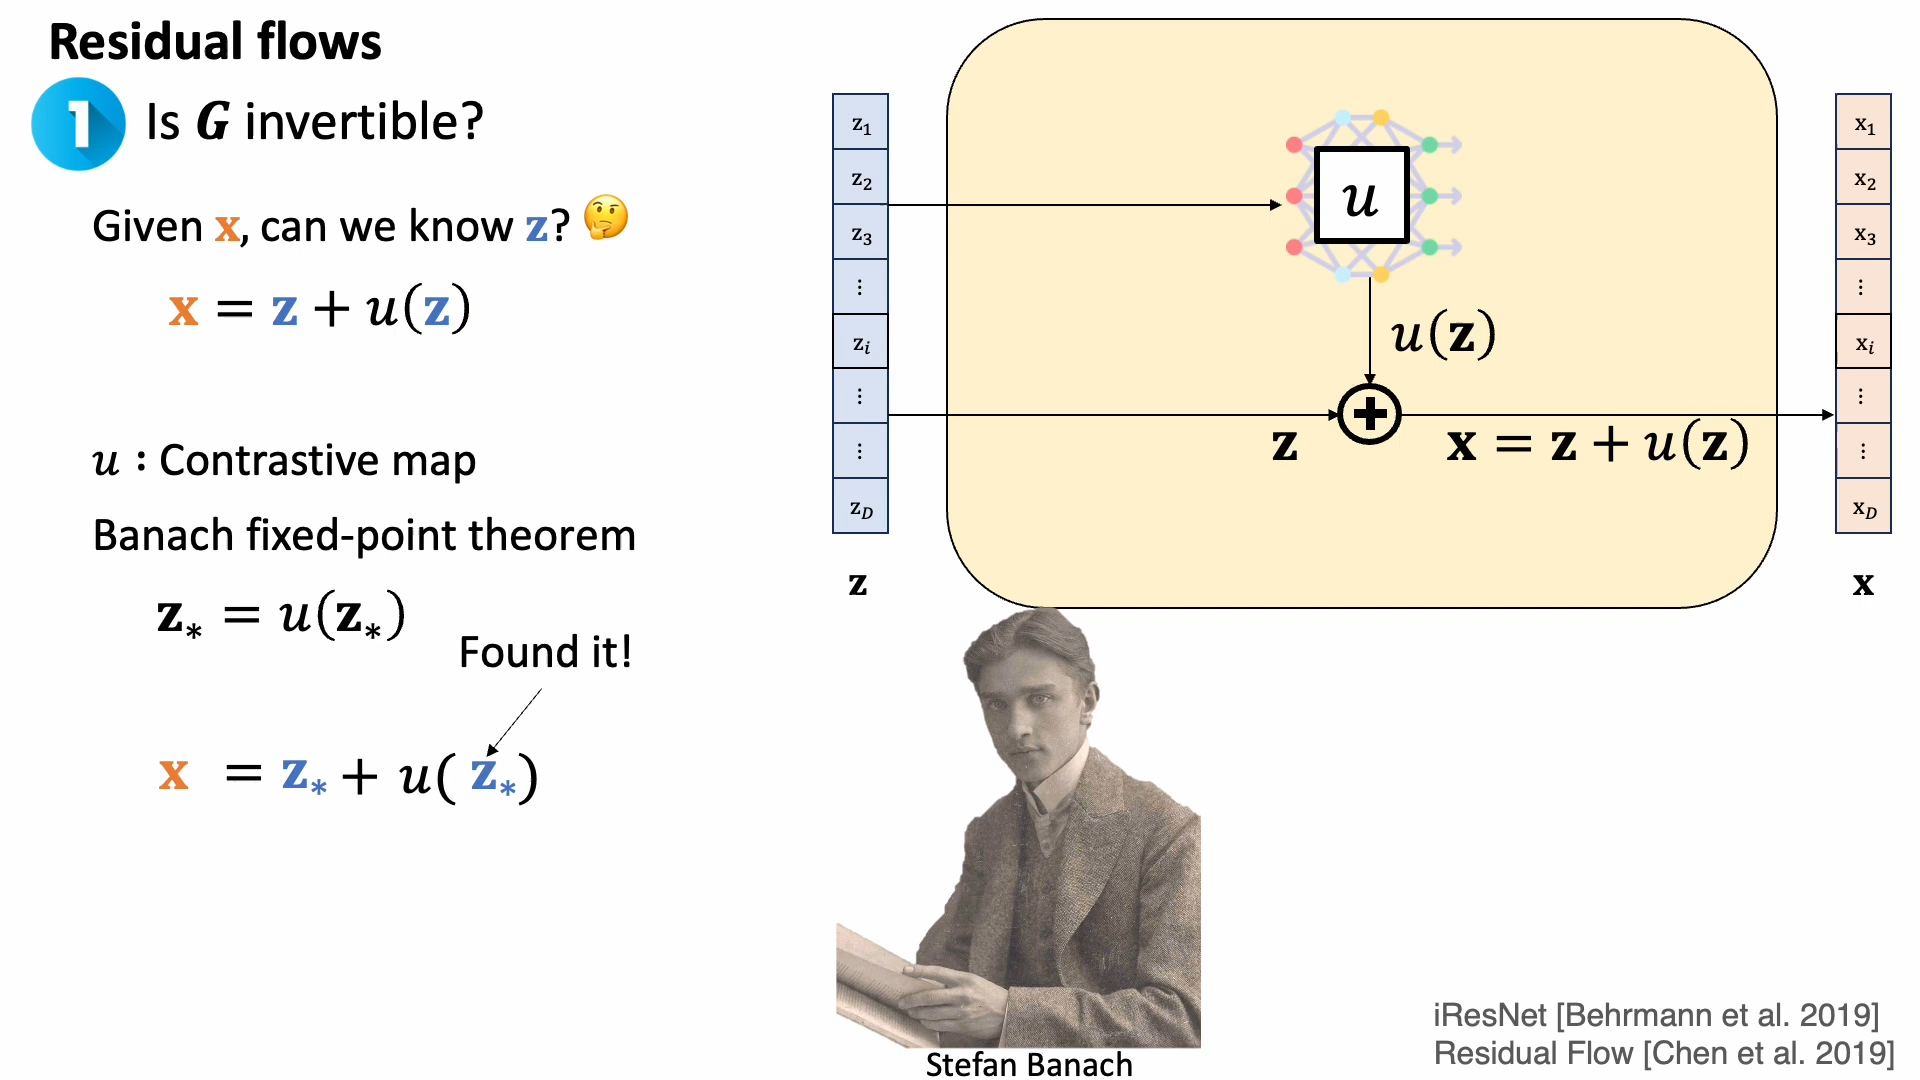 Residual flows
1 Is G invertible?
Given x, can we know z? 🤔
x = z + u(z)
u : Contrastive map
Banach fixed-point theorem
z* = u(z*)
Found it!
x = z* + u( z*)
z₁
z₂
z₃
⋮
zᵢ
⋮
⋮
z_D
z
u
u(z)
+
z
x = z + u(z)
x₁
x₂
x₃
⋮
xᵢ
⋮
⋮
x_D
x
Stefan Banach
iResNet [Behrmann et al. 2019]
Residual Flow [Chen et al. 2019]